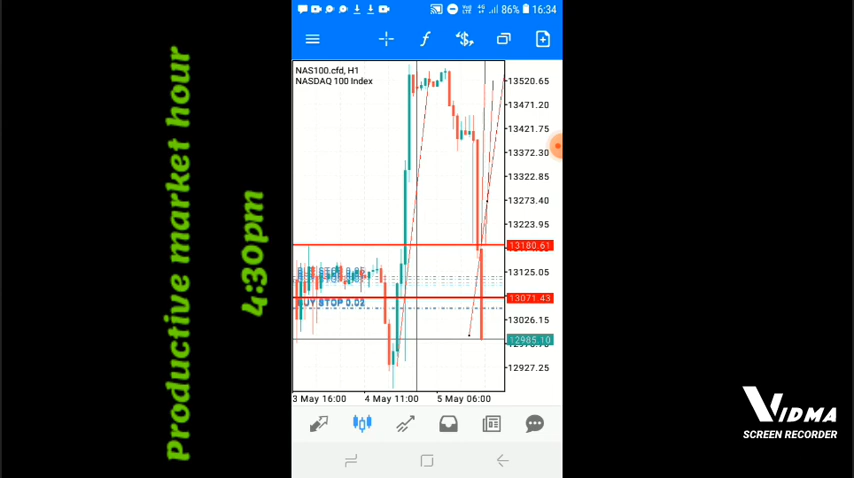 86% 16:34
NAS100.cfd, H1
NASDAQ 100 Index
13520.65
13471.20
13421.75
13372.30
13322.85
13273.40
13223.95
13180.61
13125.05
13071.43
BUY STOP 0.02
13026.15
12985.10
12927.25
3 May 16:00
4 May 11:00
5 May 06:00
Productive market hour
4:30pm
VIDMA
SCREEN RECORDER